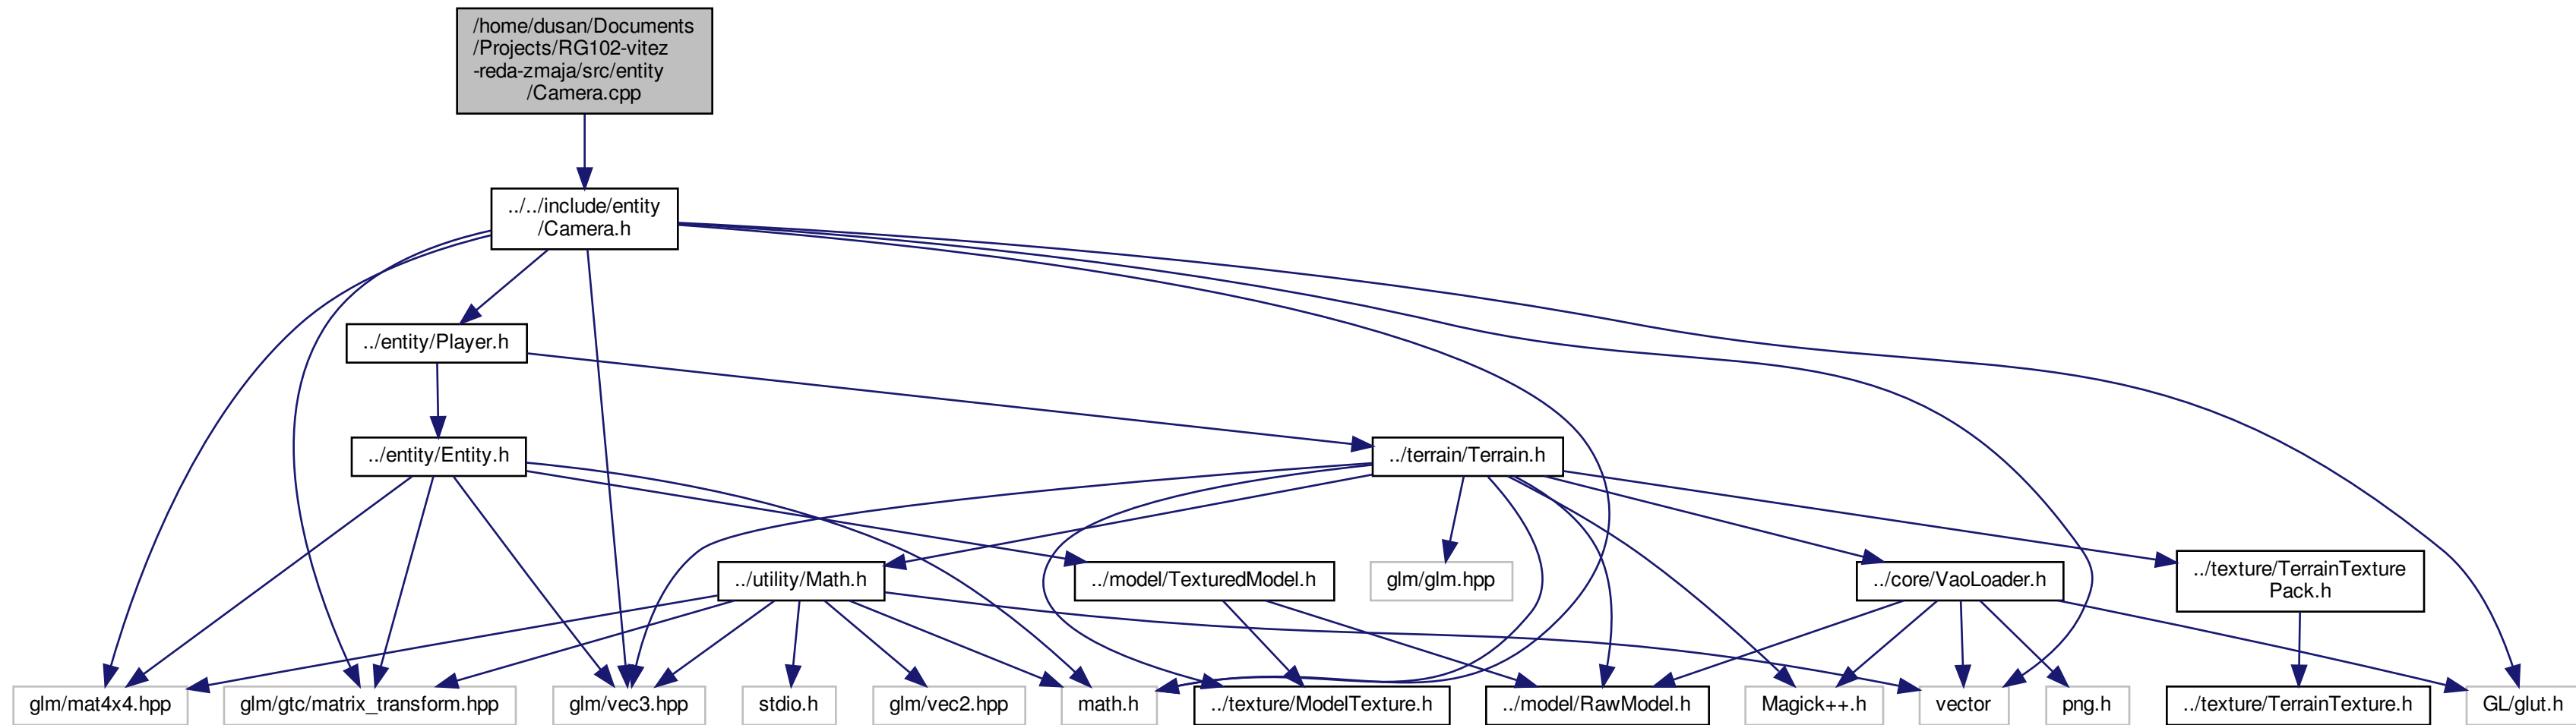 /home/dusan/Documents
/Projects/RG102-vitez
-reda-zmaja/src/entity
/Camera.cpp
../../include/entity
/Camera.h
../entity/Player.h
../entity/Entity.h
../terrain/Terrain.h
../utility/Math.h
../model/TexturedModel.h
glm/glm.hpp
../core/VaoLoader.h
../texture/TerrainTexture
Pack.h
glm/mat4x4.hpp
glm/gtc/matrix_transform.hpp
glm/vec3.hpp
stdio.h
glm/vec2.hpp
math.h
../texture/ModelTexture.h
../model/RawModel.h
Magick++.h
vector
png.h
../texture/TerrainTexture.h
GL/glut.h